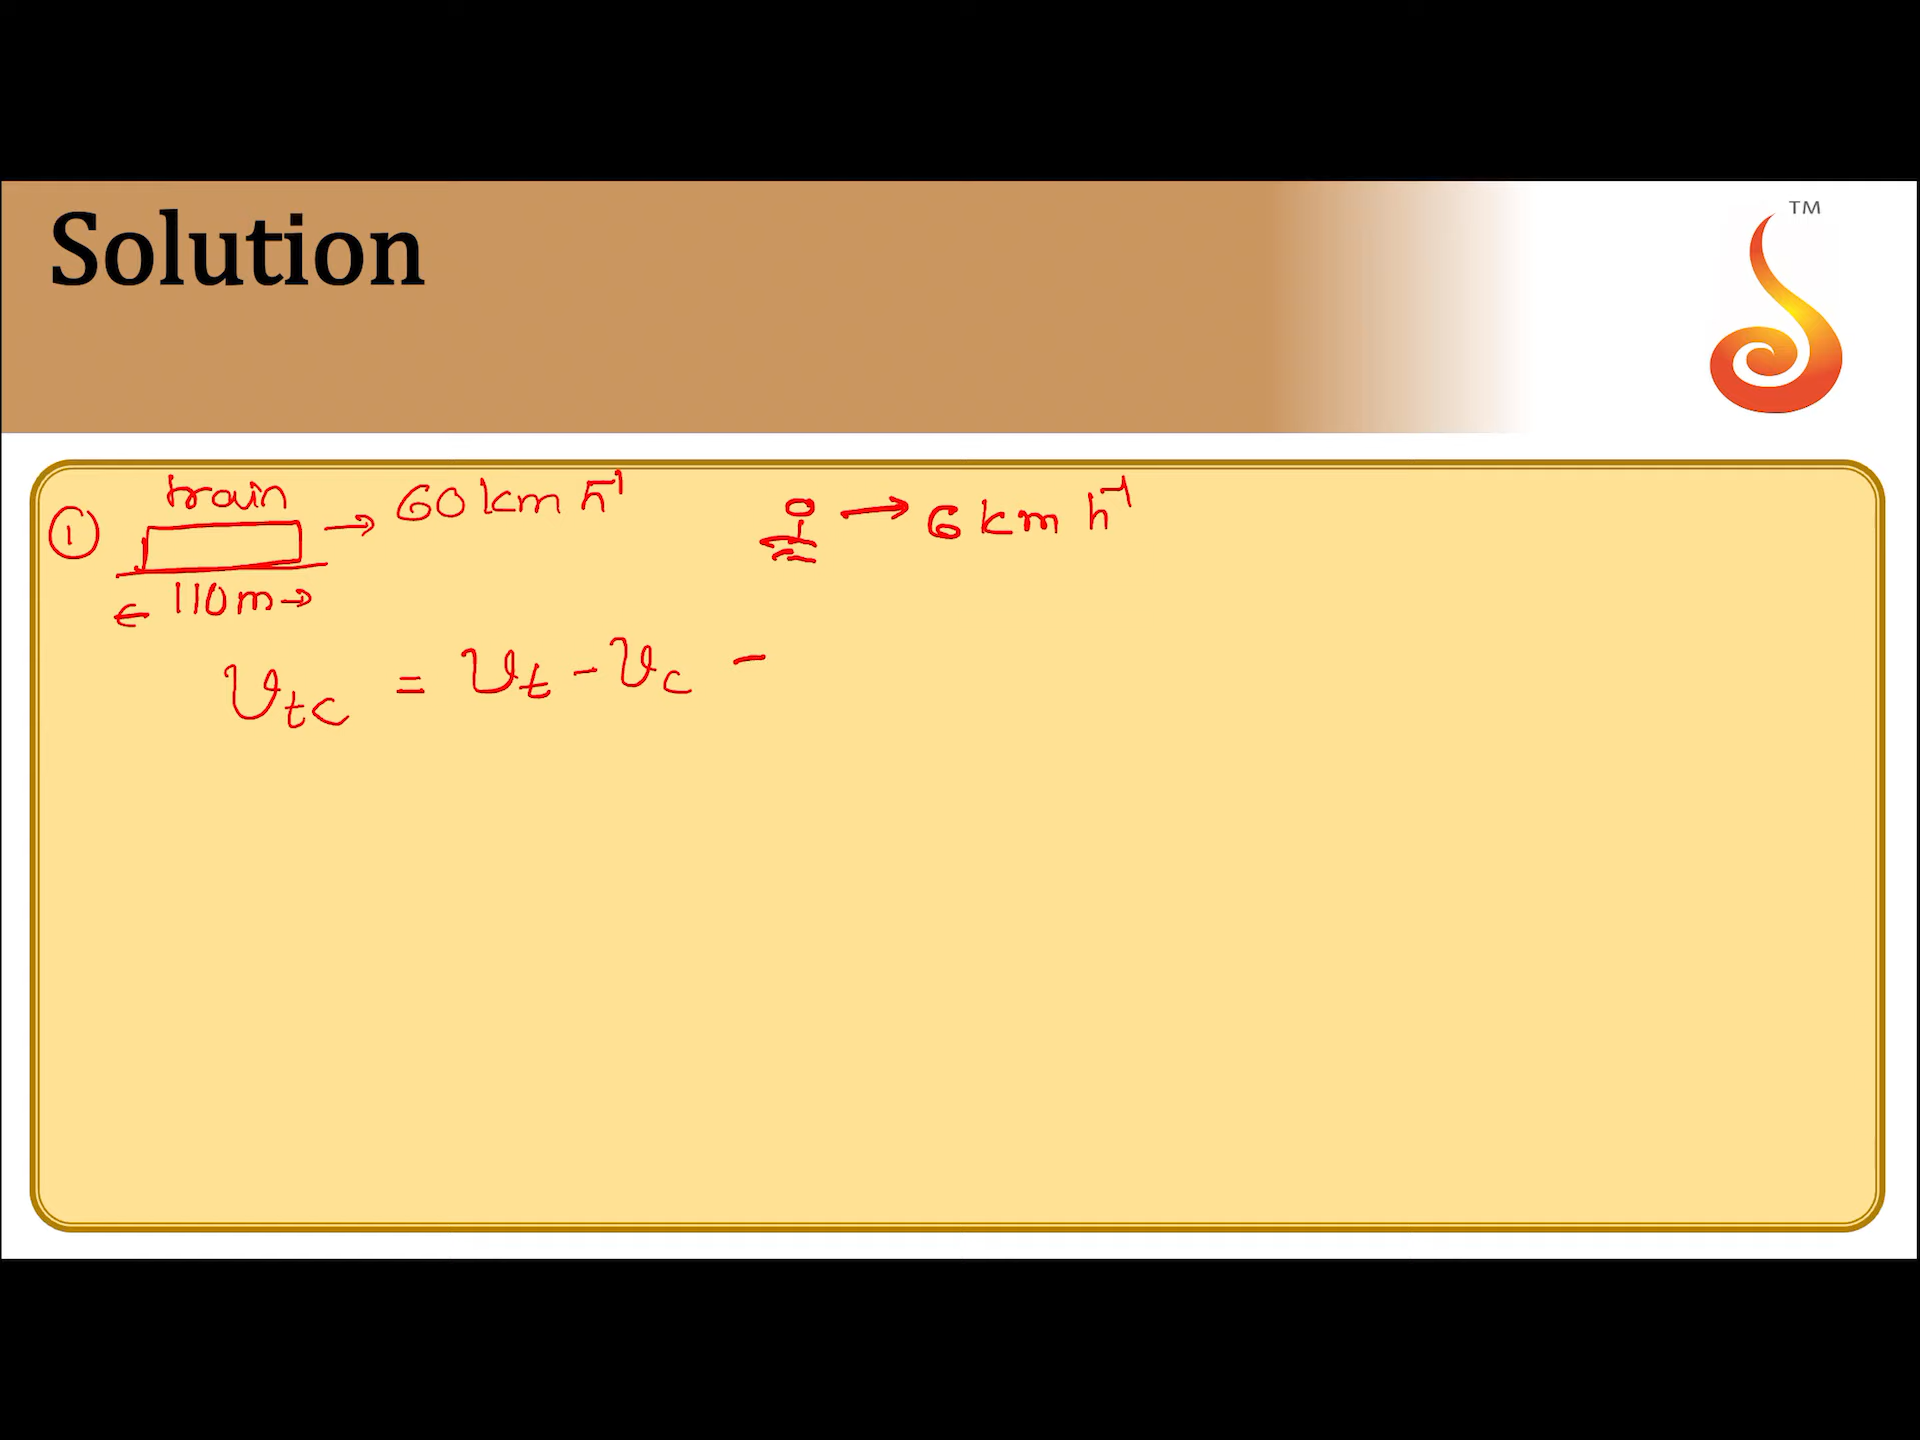 Solution
TM
① train → 60 km h⁻¹ → 6 km h⁻¹
← 110 m →
v_tc = v_t - v_c -